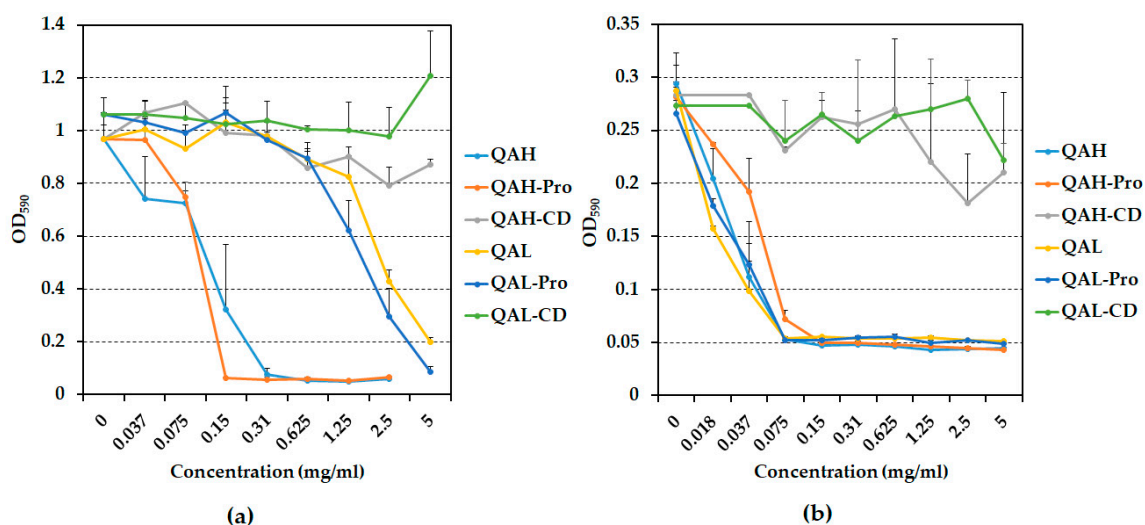 1.4
1.2
1
0.8
0.6
0.4
0.2
0
OD590
0
0.037
0.075
0.15
0.31
0.625
1.25
2.5
5
Concentration (mg/ml)
QAH
QAH-Pro
QAH-CD
QAL
QAL-Pro
QAL-CD
(a)
0.35
0.3
0.25
0.2
0.15
0.1
0.05
0
OD590
0
0.018
0.037
0.075
0.15
0.31
0.625
1.25
2.5
5
Concentration (mg/ml)
QAH
QAH-Pro
QAH-CD
QAL
QAL-Pro
QAL-CD
(b)